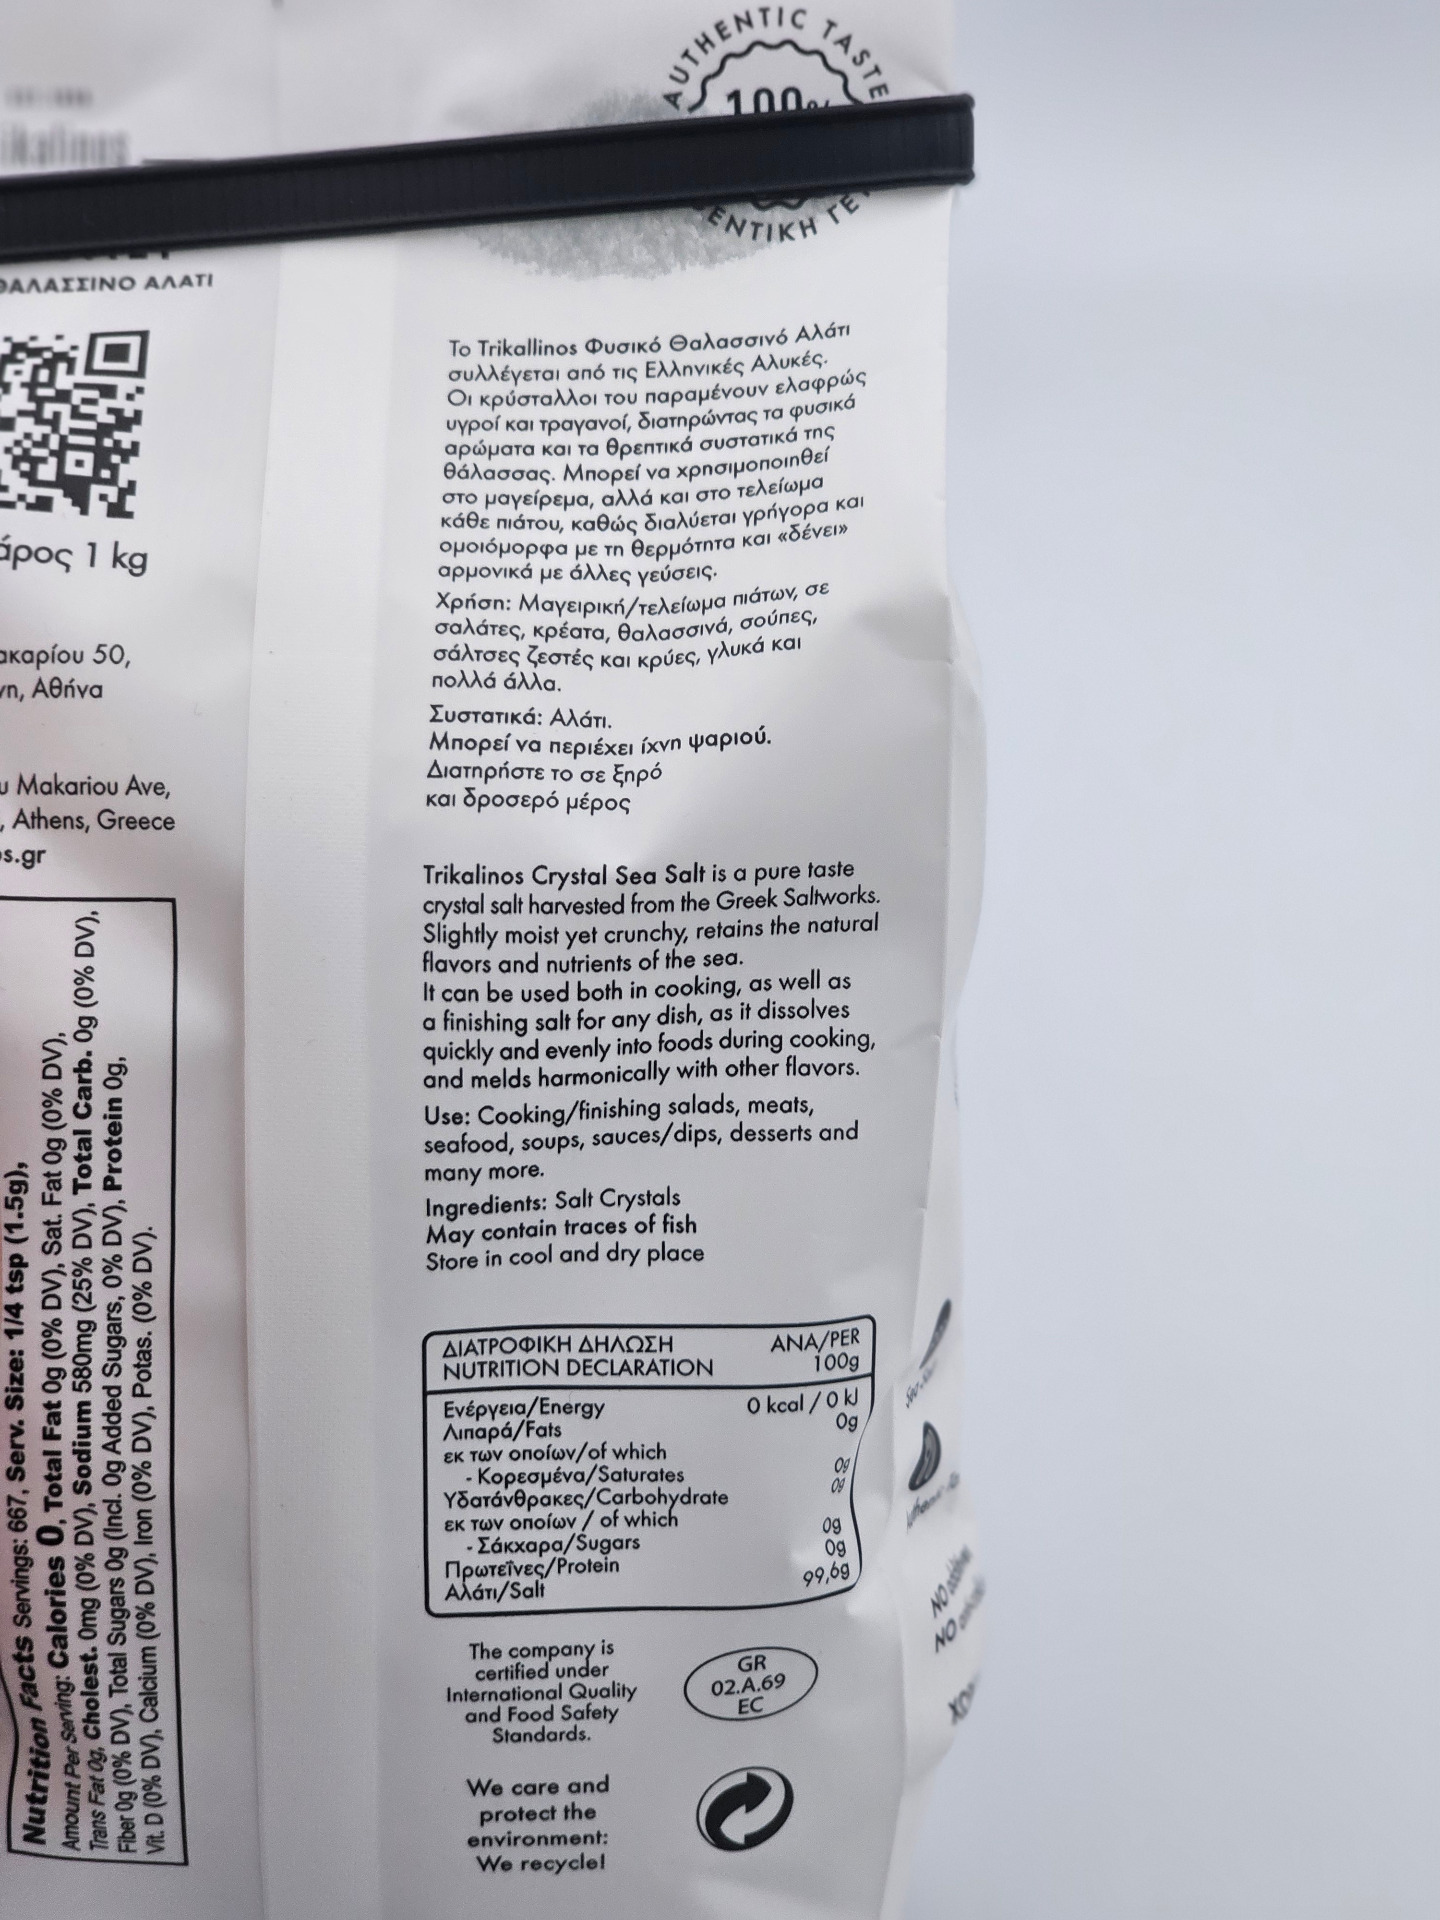 AUTHENTIC TASTE
100%
ΕΝΤΙΚΗ ΓΕ
ΘΑΛΑΣΣΙΝΟ ΑΛΑΤΙ
άρος 1 kg
ακαρίου 50,
νη, Αθήνα
u Makariou Ave,
, Athens, Greece
os.gr
Nutrition Facts Servings: 667, Serv. Size: 1/4 tsp (1.5g),
Amount Per Serving: Calories 0, Total Fat 0g (0% DV), Sat. Fat 0g (0% DV),
Trans Fat 0g, Cholest. 0mg (0% DV), Sodium 580mg (25% DV), Total Carb. 0g (0% DV),
Fiber 0g (0% DV), Total Sugars 0g (Incl. 0g Added Sugars, 0% DV), Protein 0g,
Vit. D (0% DV), Calcium (0% DV), Iron (0% DV), Potas. (0% DV).
Το Trikallinos Φυσικό Θαλασσινό Αλάτι
συλλέγεται από τις Ελληνικές Αλυκές.
Οι κρύσταλλοι του παραμένουν ελαφρώς
υγροί και τραγανοί, διατηρώντας τα φυσικά
αρώματα και τα θρεπτικά συστατικά της
θάλασσας. Μπορεί να χρησιμοποιηθεί
στο μαγείρεμα, αλλά και στο τελείωμα
κάθε πιάτου, καθώς διαλύεται γρήγορα και
ομοιόμορφα με τη θερμότητα και «δένει»
αρμονικά με άλλες γεύσεις.
Χρήση: Μαγειρική/τελείωμα πιάτων, σε
σαλάτες, κρέατα, θαλασσινά, σούπες,
σάλτσες ζεστές και κρύες, γλυκά και
πολλά άλλα.
Συστατικά: Αλάτι.
Μπορεί να περιέχει ίχνη ψαριού.
Διατηρήστε το σε ξηρό
και δροσερό μέρος
Trikalinos Crystal Sea Salt is a pure taste
crystal salt harvested from the Greek Saltworks.
Slightly moist yet crunchy, retains the natural
flavors and nutrients of the sea.
It can be used both in cooking, as well as
a finishing salt for any dish, as it dissolves
quickly and evenly into foods during cooking,
and melds harmonically with other flavors.
Use: Cooking/finishing salads, meats,
seafood, soups, sauces/dips, desserts and
many more.
Ingredients: Salt Crystals
May contain traces of fish
Store in cool and dry place
ΔΙΑΤΡΟΦΙΚΗ ΔΗΛΩΣΗ ΑΝΑ/PER
NUTRITION DECLARATION 100g
Ενέργεια/Energy 0 kcal / 0 kJ
Λιπαρά/Fats 0g
εκ των οποίων/of which
- Κορεσμένα/Saturates 0g
Υδατάνθρακες/Carbohydrate 0g
εκ των οποίων / of which
- Σάκχαρα/Sugars 0g
Πρωτεΐνες/Protein 0g
Αλάτι/Salt 99,6g
The company is
certified under
International Quality
and Food Safety
Standards.
GR
02.A.69
EC
We care and
protect the
environment:
We recycle!
NO
NO